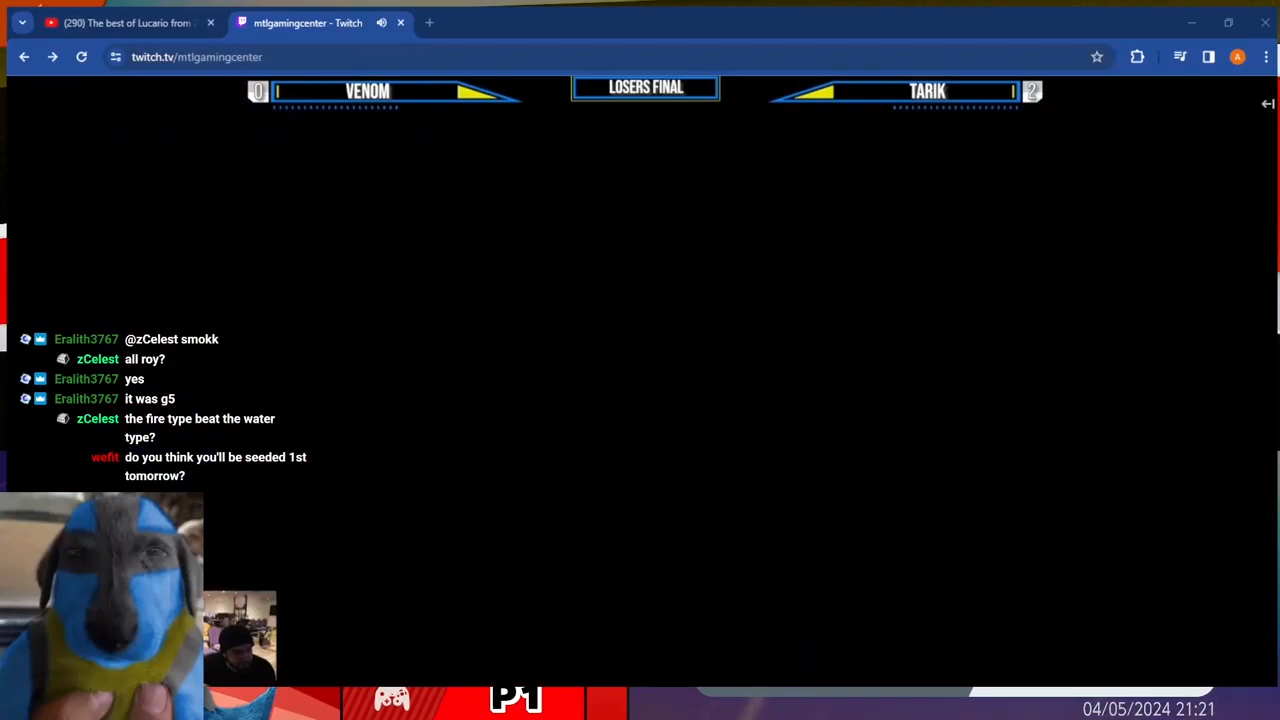 (290) The best of Lucario from
mtlgamingcenter - Twitch
twitch.tv/mtlgamingcenter
A
0 VENOM LOSERS FINAL TARIK 2
Eralith3767 @zCelest smokk
zCelest all roy?
Eralith3767 yes
Eralith3767 it was g5
zCelest the fire type beat the water
type?
wefit do you think you'll be seeded 1st
tomorrow?
P1
04/05/2024 21:21